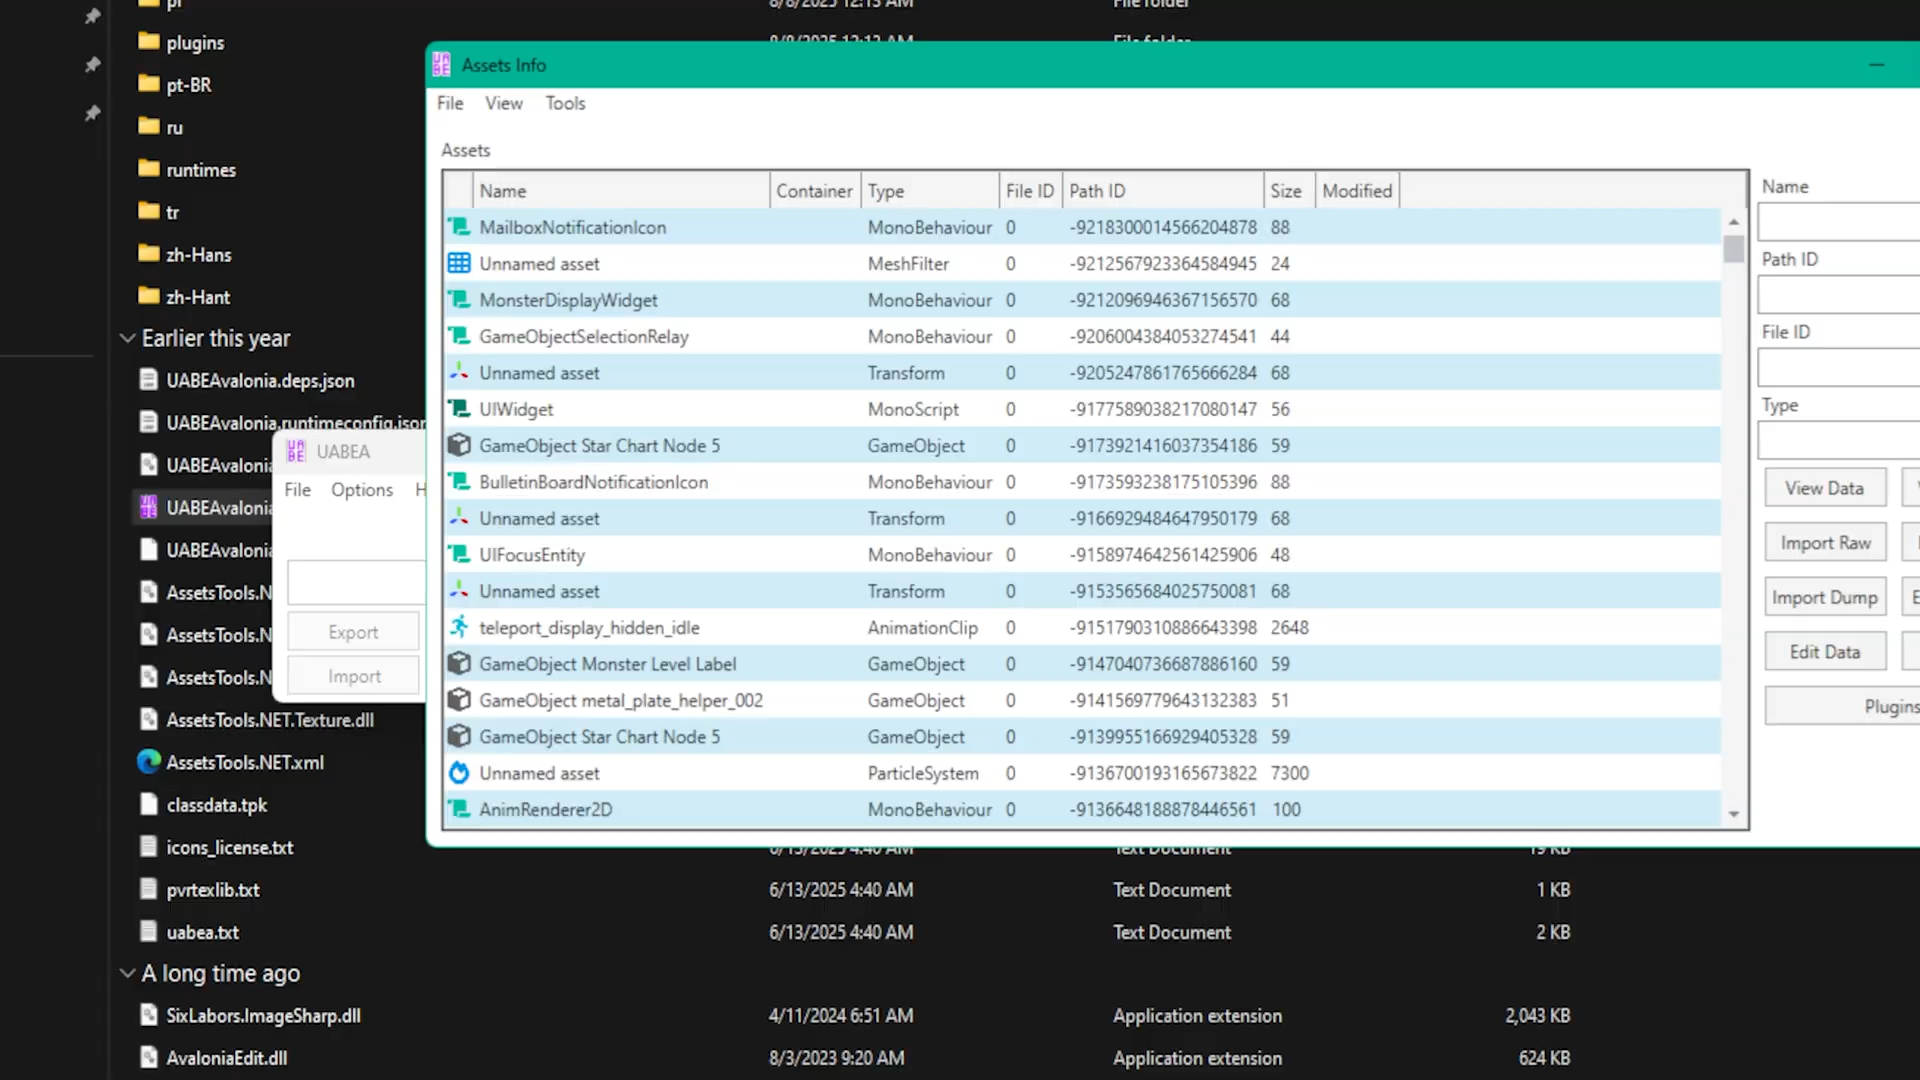 plugins
pt-BR
ru
runtimes
tr
zh-Hans
zh-Hant
Earlier this year
UABEAvalonia.deps.json
UABEAvalonia.runtimeconfig.json
UABEAvalonia
UABEAvalonia
UABEAvalonia
AssetsTools.N
AssetsTools.N
AssetsTools.N
AssetsTools.NET.Texture.dll
AssetsTools.NET.xml
classdata.tpk
icons_license.txt
pvrtexlib.txt 6/13/2025 4:40 AM Text Document 1 KB
uabea.txt 6/13/2025 4:40 AM Text Document 2 KB
A long time ago
SixLabors.ImageSharp.dll 4/11/2024 6:51 AM Application extension 2,043 KB
AvaloniaEdit.dll 8/3/2023 9:20 AM Application extension 624 KB
UABEA
File Options H
Export
Import
Assets Info
File View Tools
Assets
Name Container Type File ID Path ID Size Modified
MailboxNotificationIcon MonoBehaviour 0 -9218300014566204878 88
Unnamed asset MeshFilter 0 -9212567923364584945 24
MonsterDisplayWidget MonoBehaviour 0 -9212096946367156570 68
GameObjectSelectionRelay MonoBehaviour 0 -9206004384053274541 44
Unnamed asset Transform 0 -9205247861765666284 68
UIWidget MonoScript 0 -9177589038217080147 56
GameObject Star Chart Node 5 GameObject 0 -9173921416037354186 59
BulletinBoardNotificationIcon MonoBehaviour 0 -9173593238175105396 88
Unnamed asset Transform 0 -9166929484647950179 68
UIFocusEntity MonoBehaviour 0 -9158974642561425906 48
Unnamed asset Transform 0 -9153565684025750081 68
teleport_display_hidden_idle AnimationClip 0 -9151790310886643398 2648
GameObject Monster Level Label GameObject 0 -9147040736687886160 59
GameObject metal_plate_helper_002 GameObject 0 -9141569779643132383 51
GameObject Star Chart Node 5 GameObject 0 -9139955166929405328 59
Unnamed asset ParticleSystem 0 -9136700193165673822 7300
AnimRenderer2D MonoBehaviour 0 -9136648188878446561 100
Name
Path ID
File ID
Type
View Data
Import Raw
Import Dump
Edit Data
Plugins